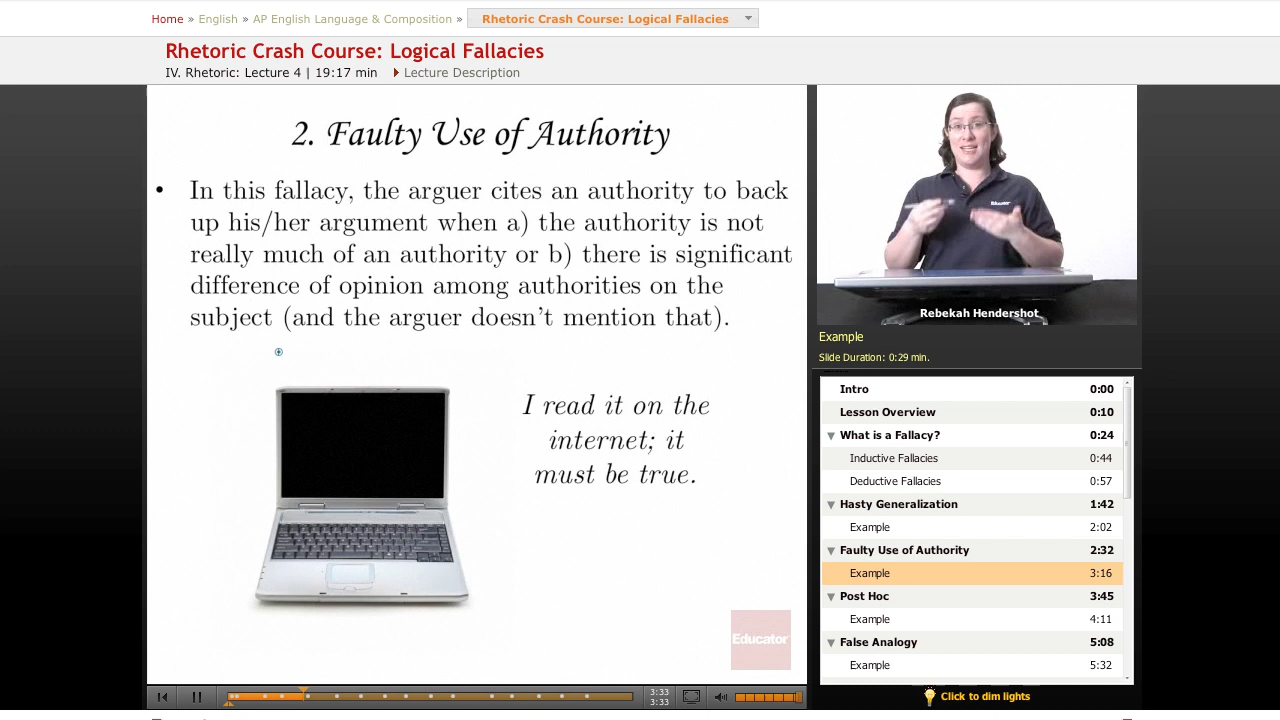 Home » English » AP English Language & Composition » Rhetoric Crash Course: Logical Fallacies
Rhetoric Crash Course: Logical Fallacies
IV. Rhetoric: Lecture 4 | 19:17 min Lecture Description
2. Faulty Use of Authority
• In this fallacy, the arguer cites an authority to back
up his/her argument when a) the authority is not
really much of an authority or b) there is significant
difference of opinion among authorities on the
subject (and the arguer doesn't mention that).
I read it on the
internet; it
must be true.
Educator
3:33
3:33
Educator
Rebekah Hendershot
Example
Slide Duration: 0:29 min.
Intro 0:00
Lesson Overview 0:10
What is a Fallacy? 0:24
Inductive Fallacies 0:44
Deductive Fallacies 0:57
Hasty Generalization 1:42
Example 2:02
Faulty Use of Authority 2:32
Example 3:16
Post Hoc 3:45
Example 4:11
False Analogy 5:08
Example 5:32
Click to dim lights